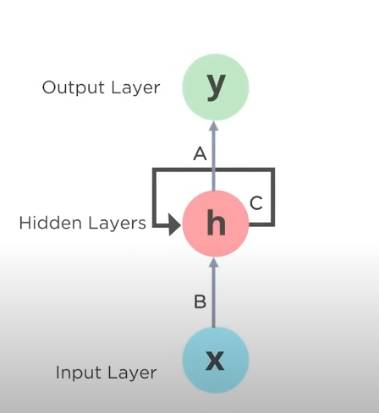 Output Layer y
A
C
Hidden Layers h
B
Input Layer x